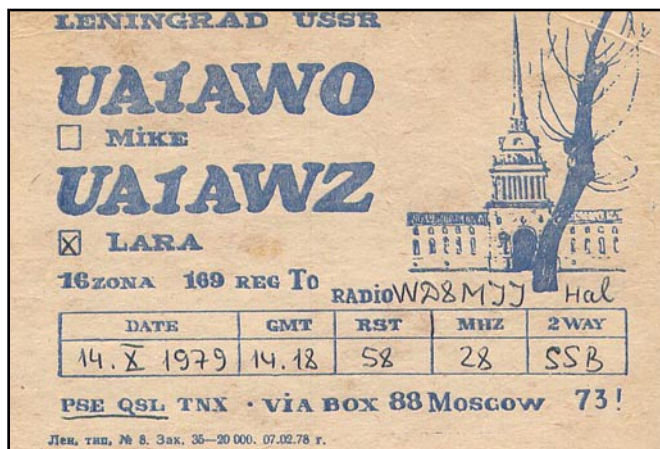 LENINGRAD USSR
UA1AWO
MIKE
UA1AWZ
X LARA
16 ZONA 169 REG TO RADIO WD8MJJ Hal
DATE GMT RST MHZ 2WAY
14.X 1979 14.18 58 28 SSB
PSE QSL TNX · VIA BOX 88 MOSCOW 73!
Лен. тип. № 8. Зак. 35—20 000. 07.02.78 г.